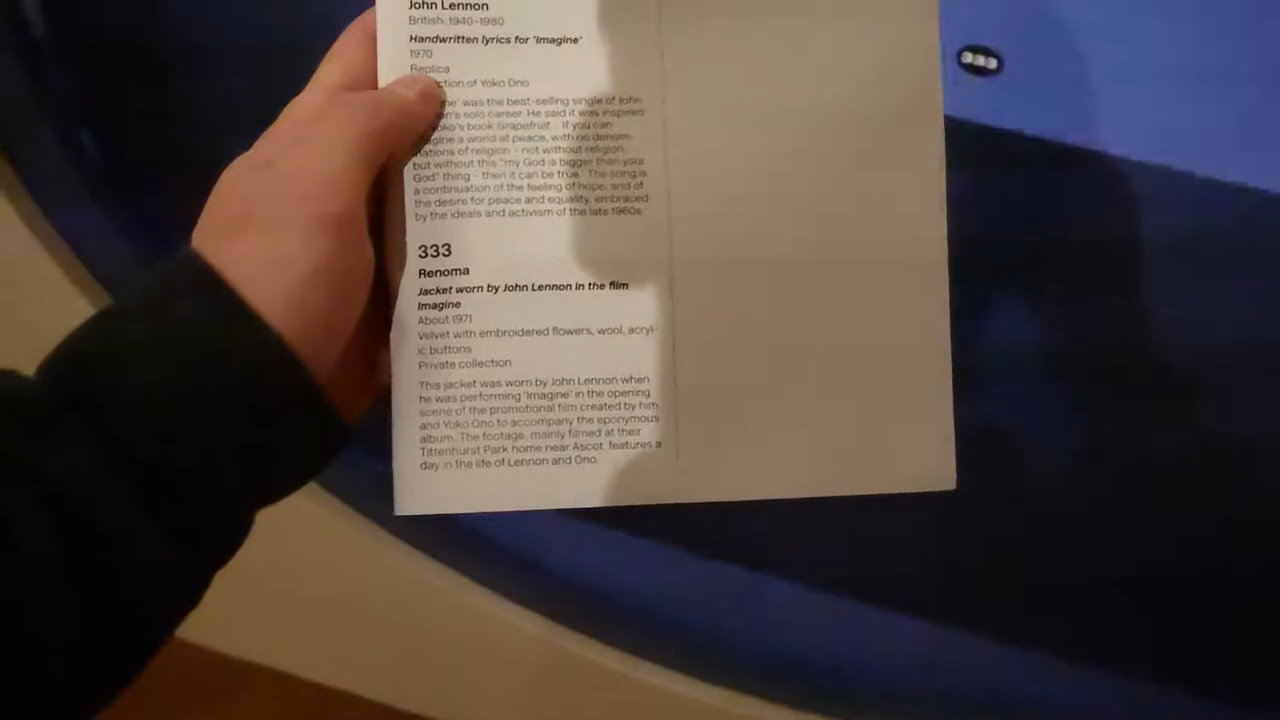 John Lennon
British, 1940–1980
Handwritten lyrics for 'Imagine'
1970
Replica
ction of Yoko Ono
ne' was the best-selling single of John
on's solo career. He said it was inspired
oko's book Grapefruit. If you can
agine a world at peace, with no denomi-
nations of religion – not without religion,
but without this "my God is bigger than your
God" thing – then it can be true.' The song is
a continuation of the feeling of hope, and of
the desire for peace and equality, embraced
by the ideals and activism of the late 1960s.
333
Renoma
Jacket worn by John Lennon in the film
Imagine
About 1971
Velvet with embroidered flowers, wool, acryl-
ic buttons
Private collection
This jacket was worn by John Lennon when
he was performing 'Imagine' in the opening
scene of the promotional film created by him
and Yoko Ono to accompany the eponymous
album. The footage, mainly filmed at their
Tittenhurst Park home near Ascot, features a
day in the life of Lennon and Ono
333